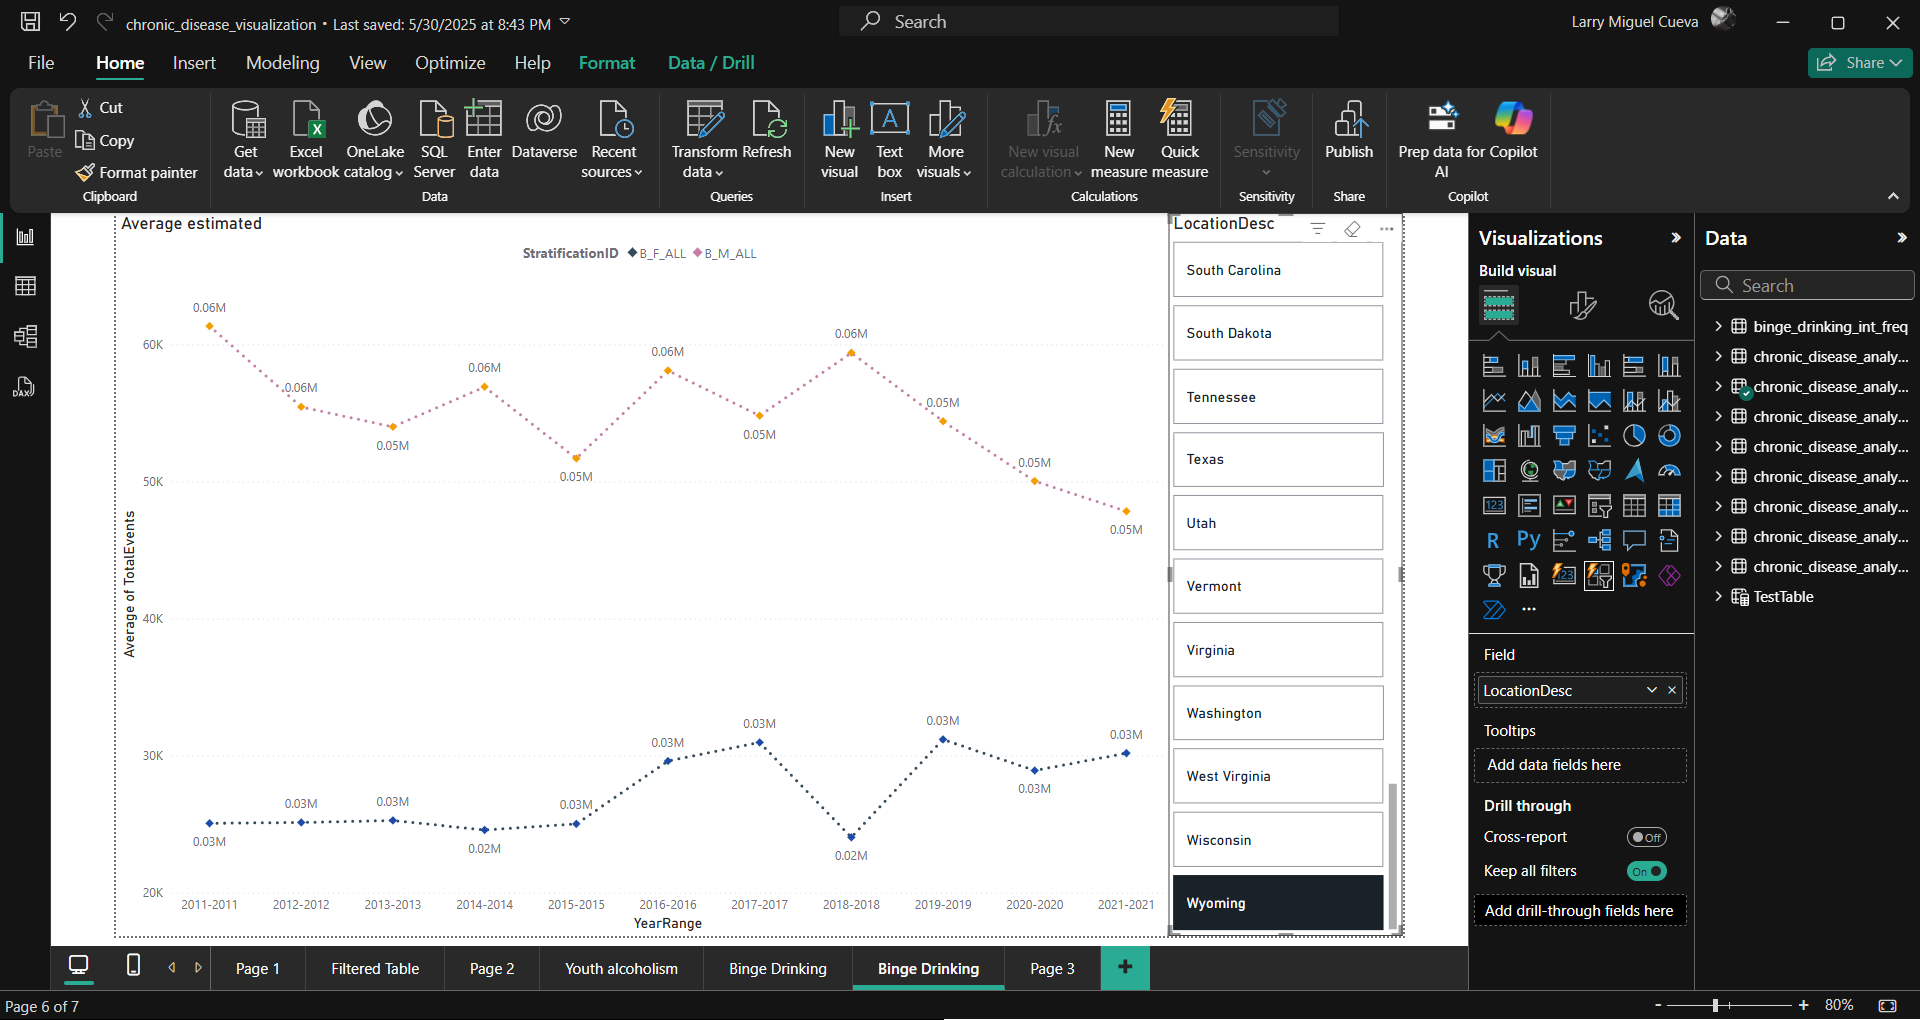 chronic_disease_visualization • Last saved: 5/30/2025 at 8:43 PM
Search
Larry Miguel Cueva
File
Home
Insert
Modeling
View
Optimize
Help
Format
Data / Drill
Share
Paste
Cut
Copy
Format painter
Clipboard
Get data
Excel workbook
OneLake catalog
SQL Server
Enter data
Dataverse
Recent sources
Data
Transform data
Refresh
Queries
New visual
Text box
More visuals
Insert
New visual calculation
New measure
Quick measure
Calculations
Sensitivity
Sensitivity
Publish
Share
Prep data for AI
Copilot
Copilot
DAX
Average estimated
StratificationID
B_F_ALL
B_M_ALL
Average of TotalEvents
60K
50K
40K
30K
20K
0.06M
0.06M
0.05M
0.06M
0.05M
0.06M
0.05M
0.06M
0.05M
0.05M
0.05M
0.03M
0.03M
0.03M
0.02M
0.03M
0.03M
0.03M
0.02M
0.03M
0.03M
0.03M
2011-2011
2012-2012
2013-2013
2014-2014
2015-2015
2016-2016
2017-2017
2018-2018
2019-2019
2020-2020
2021-2021
YearRange
LocationDesc
South Carolina
South Dakota
Tennessee
Texas
Utah
Vermont
Virginia
Washington
West Virginia
Wisconsin
Wyoming
Visualizations
Build visual
123
R
Py
123
Field
LocationDesc
Tooltips
Add data fields here
Drill through
Cross-report
Off
Keep all filters
On
Add drill-through fields here
Data
Search
binge_drinking_int_freq
chronic_disease_analy...
chronic_disease_analy...
chronic_disease_analy...
chronic_disease_analy...
chronic_disease_analy...
chronic_disease_analy...
chronic_disease_analy...
chronic_disease_analy...
TestTable
Page 1
Filtered Table
Page 2
Youth alcoholism
Binge Drinking
Binge Drinking
Page 3
Page 6 of 7
80%